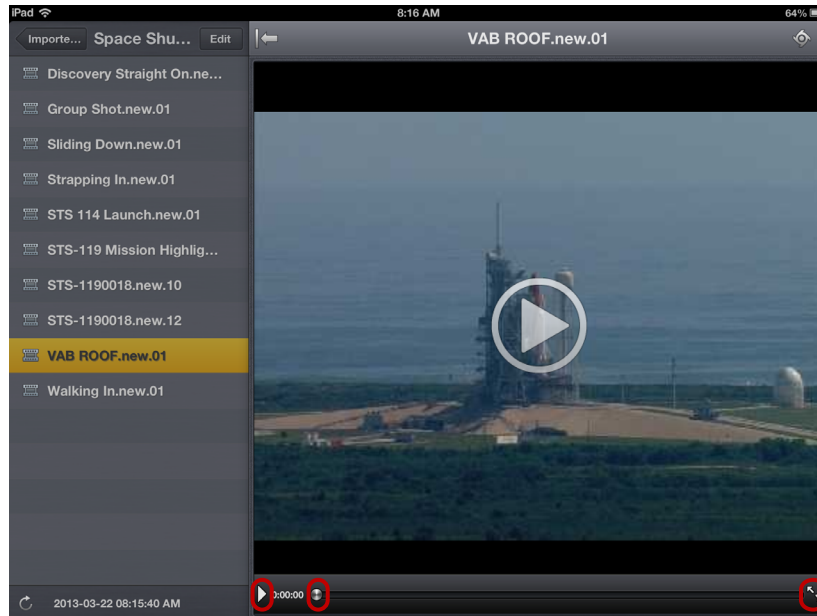 iPad 8:16 AM 64%
Importe... Space Shu... Edit VAB ROOF.new.01
Discovery Straight On.ne...
Group Shot.new.01
Sliding Down.new.01
Strapping In.new.01
STS 114 Launch.new.01
STS-119 Mission Highlig...
STS-1190018.new.10
STS-1190018.new.12
VAB ROOF.new.01
Walking In.new.01
0:00:00
2013-03-22 08:15:40 AM